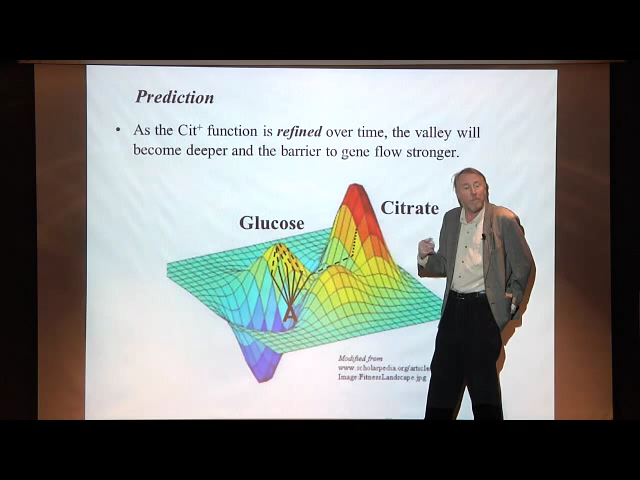 Prediction
• As the Cit+ function is refined over time, the valley will
become deeper and the barrier to gene flow stronger.
Glucose
Citrate
A
Modified from
www.scholarpedia.org/article
Image:FitnessLandscape.jpg